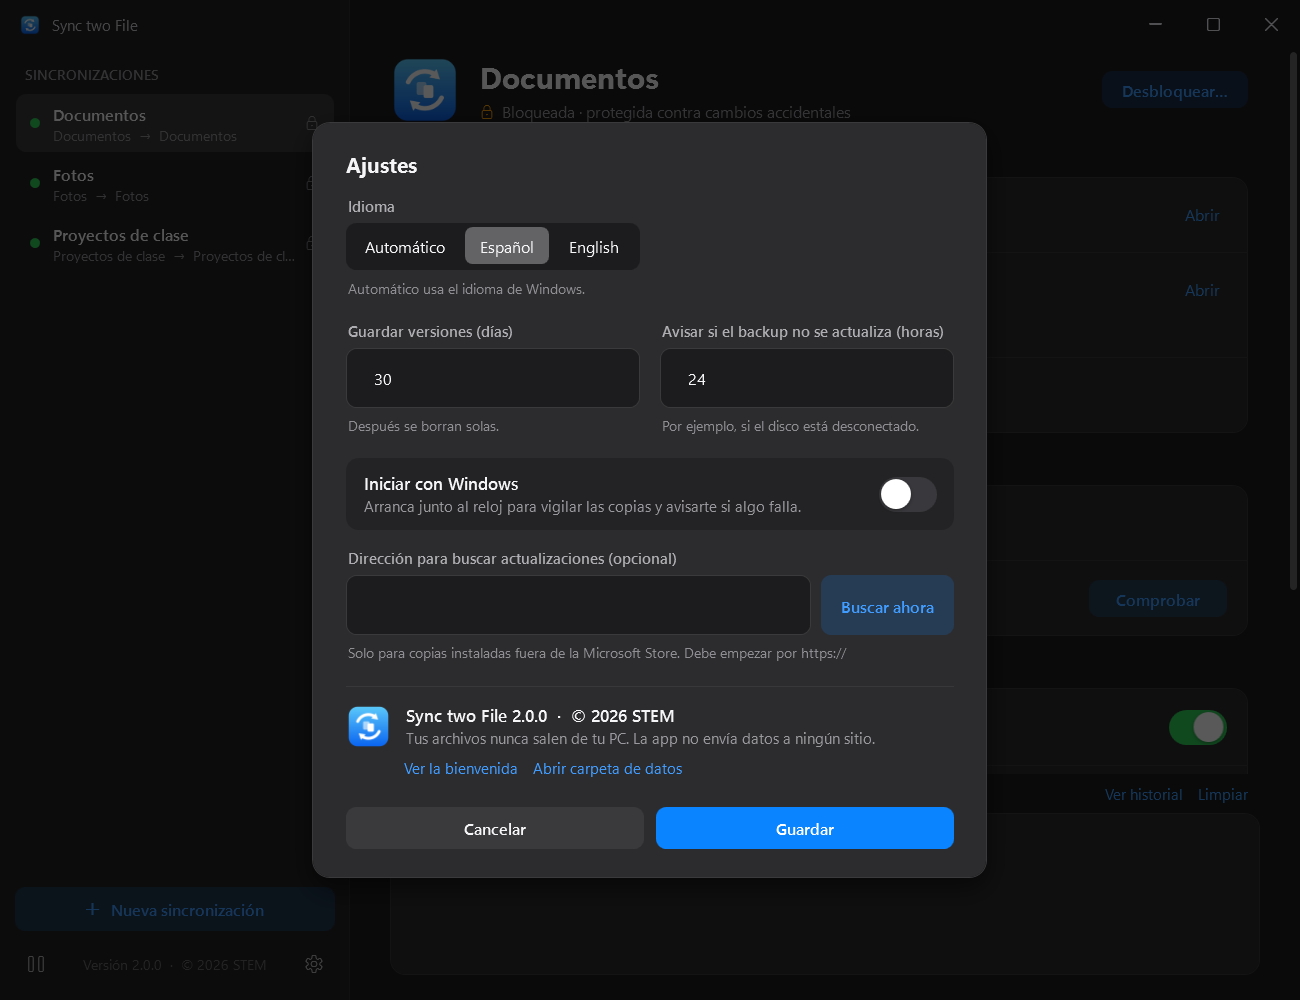 Sync two File
SINCRONIZACIONES
Documentos
Documentos → Documentos
Fotos
Fotos → Fotos
Proyectos de clase
Proyectos de clase → Proyectos de cl...
+ Nueva sincronización
Versión 2.0.0 · © 2026 STEM
Documentos
Bloqueada · protegida contra cambios accidentales
Desbloquear...
Abrir
Abrir
Comprobar
Ver historial Limpiar
Ajustes
Idioma
Automático Español English
Automático usa el idioma de Windows.
Guardar versiones (días)
30
Después se borran solas.
Avisar si el backup no se actualiza (horas)
24
Por ejemplo, si el disco está desconectado.
Iniciar con Windows
Arranca junto al reloj para vigilar las copias y avisarte si algo falla.
Dirección para buscar actualizaciones (opcional)
Buscar ahora
Solo para copias instaladas fuera de la Microsoft Store. Debe empezar por https://
Sync two File 2.0.0 · © 2026 STEM
Tus archivos nunca salen de tu PC. La app no envía datos a ningún sitio.
Ver la bienvenida Abrir carpeta de datos
Cancelar Guardar